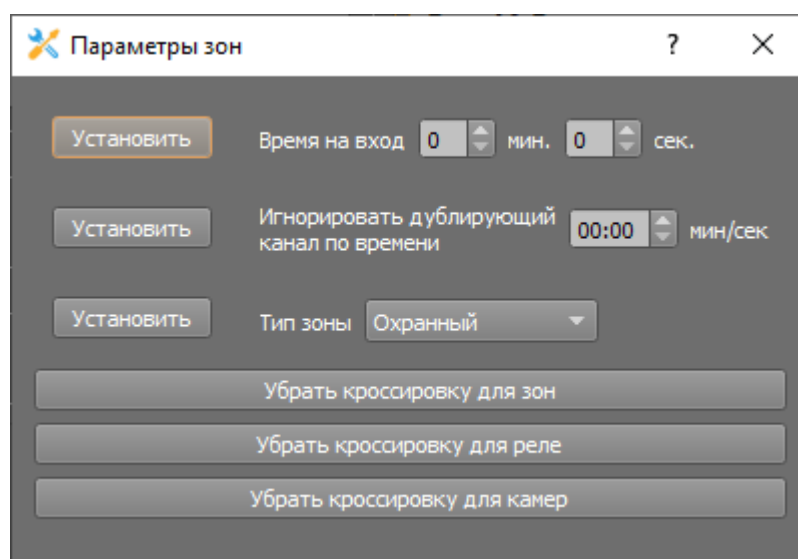 Параметры зон
?
Установить Время на вход 0 мин. 0 сек.
Установить Игнорировать дублирующий
канал по времени 00:00 мин/сек
Установить Тип зоны Охранный
Убрать кроссировку для зон
Убрать кроссировку для реле
Убрать кроссировку для камер